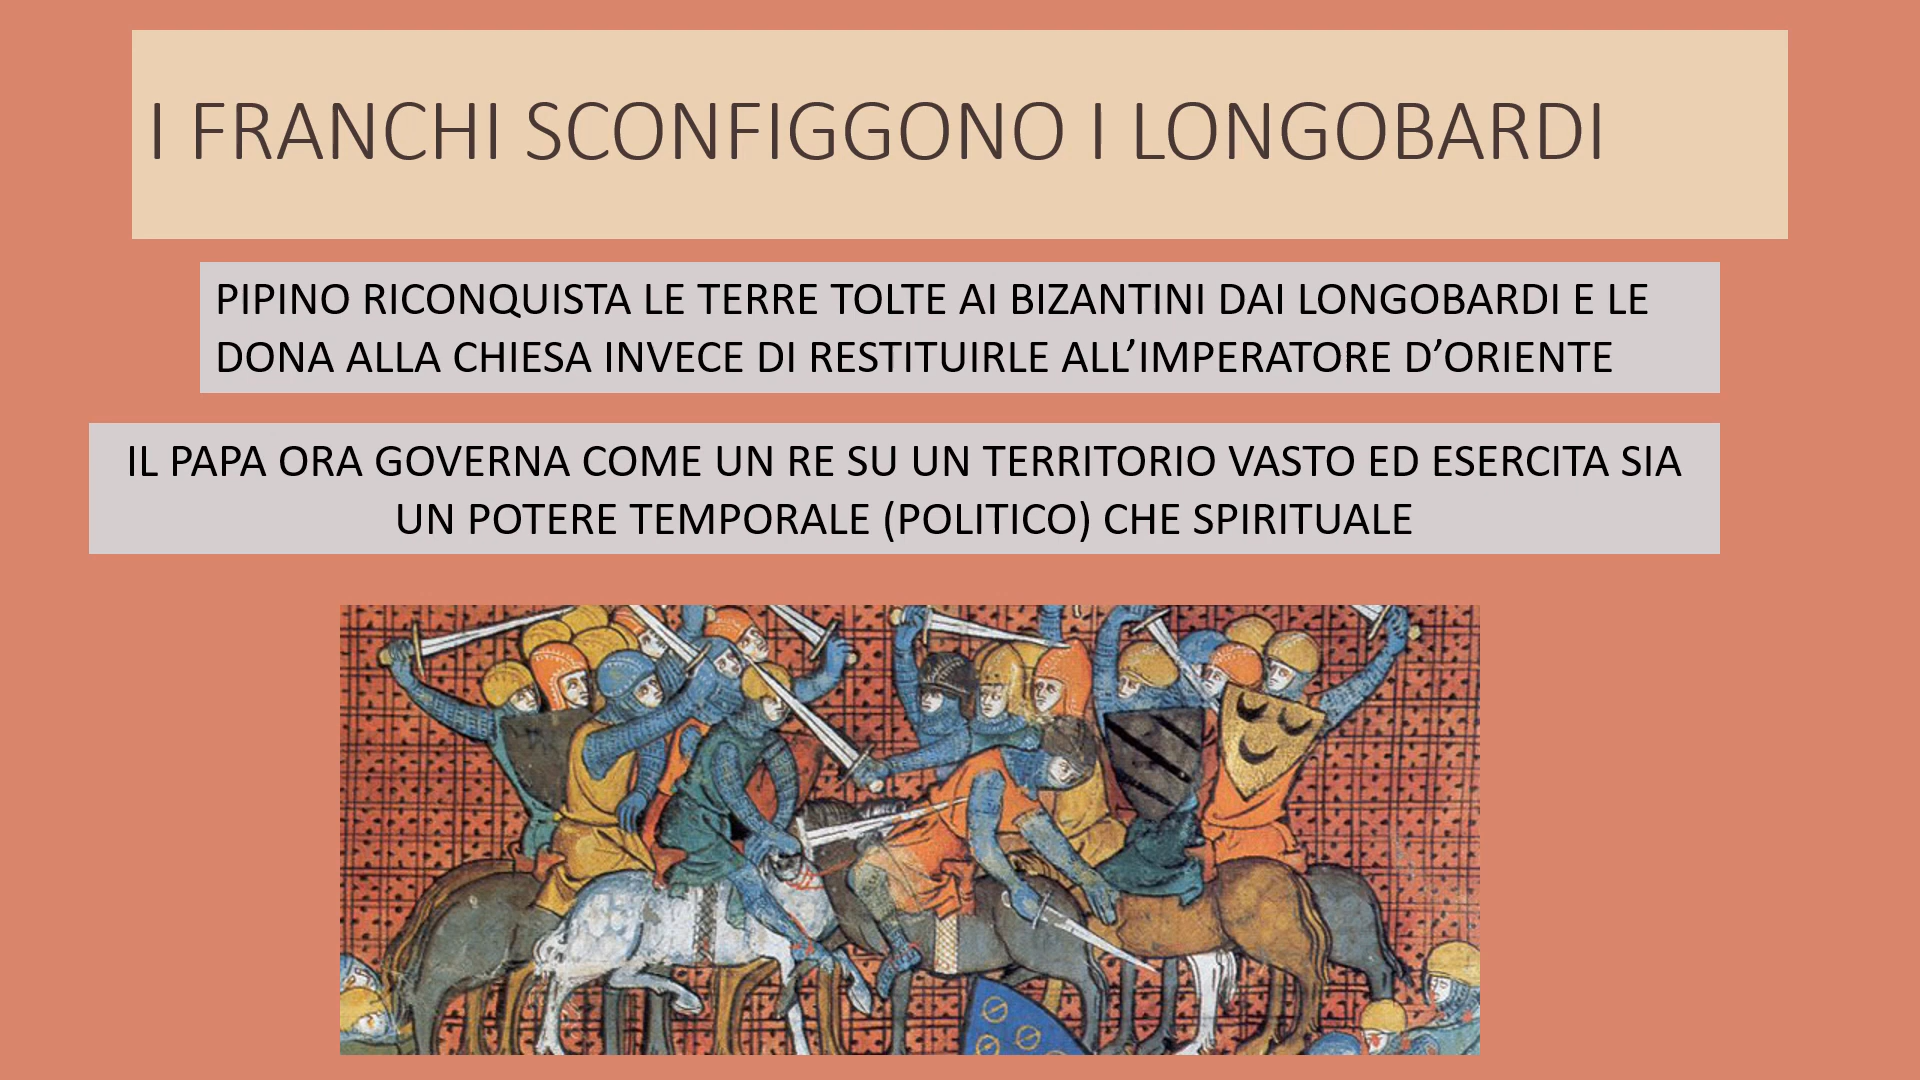 I FRANCHI SCONFIGGONO I LONGOBARDI
PIPINO RICONQUISTA LE TERRE TOLTE AI BIZANTINI DAI LONGOBARDI E LE
DONA ALLA CHIESA INVECE DI RESTITUIRLE ALL’IMPERATORE D’ORIENTE
IL PAPA ORA GOVERNA COME UN RE SU UN TERRITORIO VASTO ED ESERCITA SIA
UN POTERE TEMPORALE (POLITICO) CHE SPIRITUALE